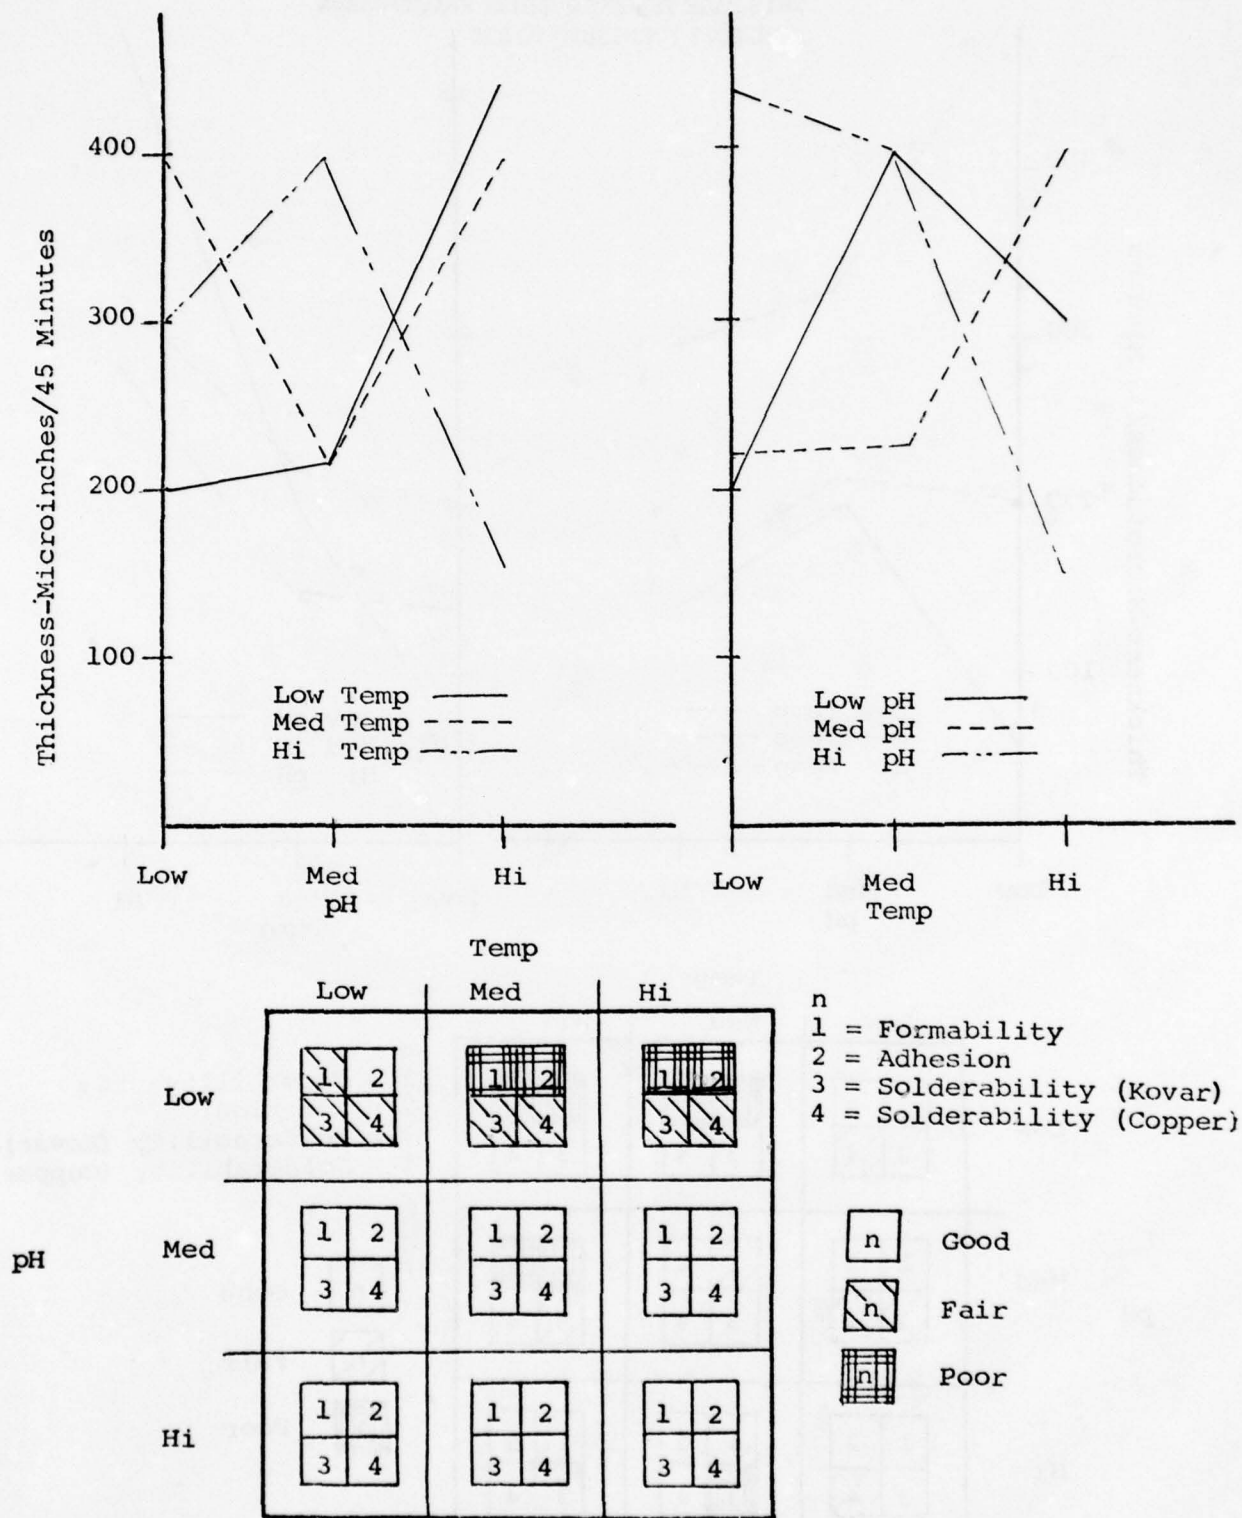 400
300
200
100
Thickness-Microinches/45 Minutes
Low Temp
Med Temp
Hi Temp
Low Med Hi
pH
Low pH
Med pH
Hi pH
Low Med Hi
Temp
Temp
Low Med Hi
pH
Low
1 2 1 2 1 2
3 4 3 4 3 4
Med
1 2 1 2 1 2
3 4 3 4 3 4
Hi
1 2 1 2 1 2
3 4 3 4 3 4
n
1 = Formability
2 = Adhesion
3 = Solderability (Kovar)
4 = Solderability (Copper)
n Good
n Fair
n Poor